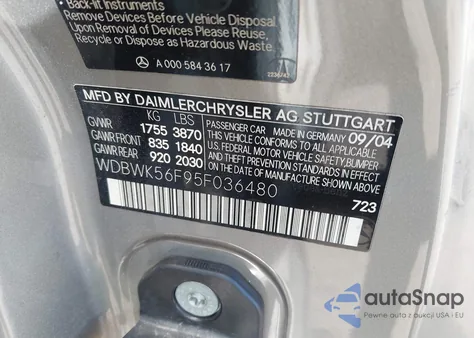 Back-lit Instruments
Remove Devices Before Vehicle Disposal
Upon Removal of Devices Please Reuse,
Recycle or Dispose as Hazardous Waste.
A 000 584 36 17
MFD BY DAIMLERCHRYSLER AG STUTTGART
KG LBS
GVWR 1755 3870
GAWR FRONT 835 1840
GAWR REAR 920 2030
PASSENGER CAR MADE IN GERMANY 09/04
THIS VEHICLE CONFORMS TO ALL APPLICABLE
U.S. FEDERAL MOTOR VEHICLE SAFETY, BUMPER
AND THEFT PREVENTION STANDARDS IN EFFECT
ON THE DATE OF MANUFACTURE SHOWN ABOVE
WDBWK56F95F036480
723
autoSnap
Pewne auto z USA i EU